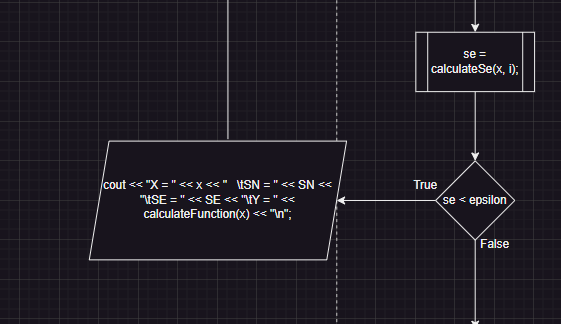 se =
calculateSe(x, i);
cout << "X = " << x << "   \tSN = " << SN <<
"\tSE = " << SE << "\tY = " <<
calculateFunction(x) << "\n";
True
se < epsilon
False